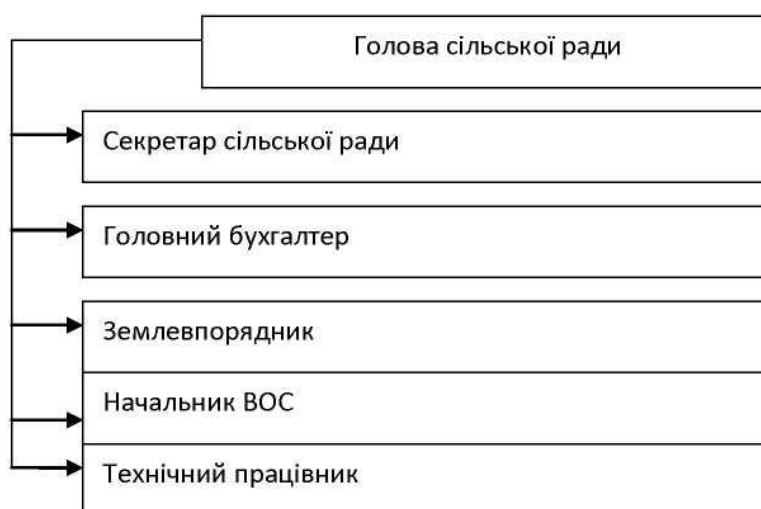 Голова сільської ради
Секретар сільської ради
Головний бухгалтер
Землевпорядник
Начальник ВОС
Технічний працівник